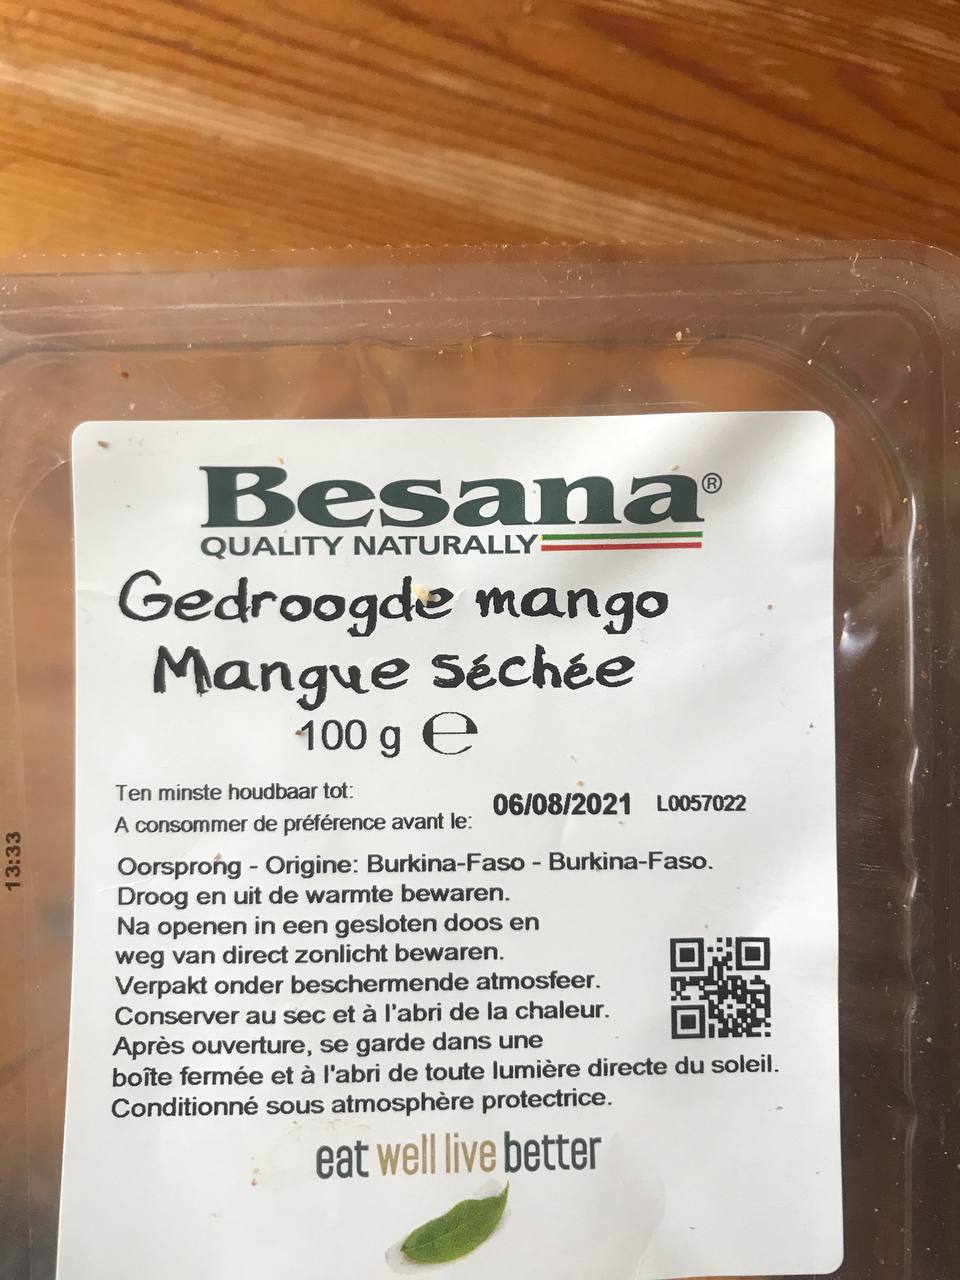 Besana®
QUALITY NATURALLY
Gedroogde mango
Mangue séchée
100 g ℮
Ten minste houdbaar tot:
A consommer de préférence avant le:
06/08/2021 L0057022
Oorsprong - Origine: Burkina-Faso - Burkina-Faso.
Droog en uit de warmte bewaren.
Na openen in een gesloten doos en
weg van direct zonlicht bewaren.
Verpakt onder beschermende atmosfeer.
Conserver au sec et à l'abri de la chaleur.
Après ouverture, se garde dans une
boîte fermée et à l'abri de toute lumière directe du soleil.
Conditionné sous atmosphère protectrice.
eat well live better
13:33